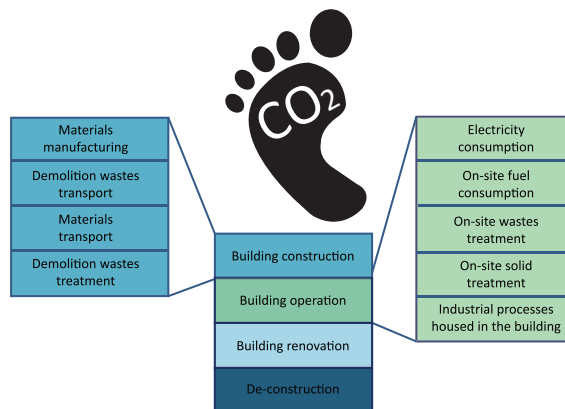 CO2
Materials
manufacturing
Demolition wastes
transport
Materials
transport
Demolition wastes
treatment
Building construction
Building operation
Building renovation
De-construction
Electricity
consumption
On-site fuel
consumption
On-site wastes
treatment
On-site solid
treatment
Industrial processes
housed in the building